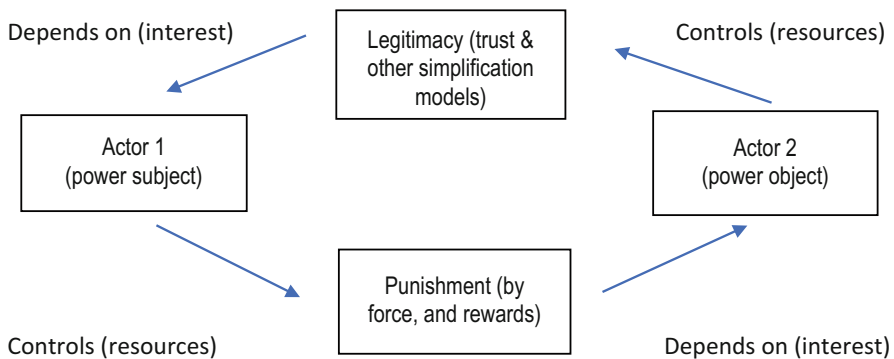 Depends on (interest)
Legitimacy (trust &
other simplification
models)
Controls (resources)
Actor 1
(power subject)
Actor 2
(power object)
Punishment (by
force, and rewards)
Controls (resources)
Depends on (interest)